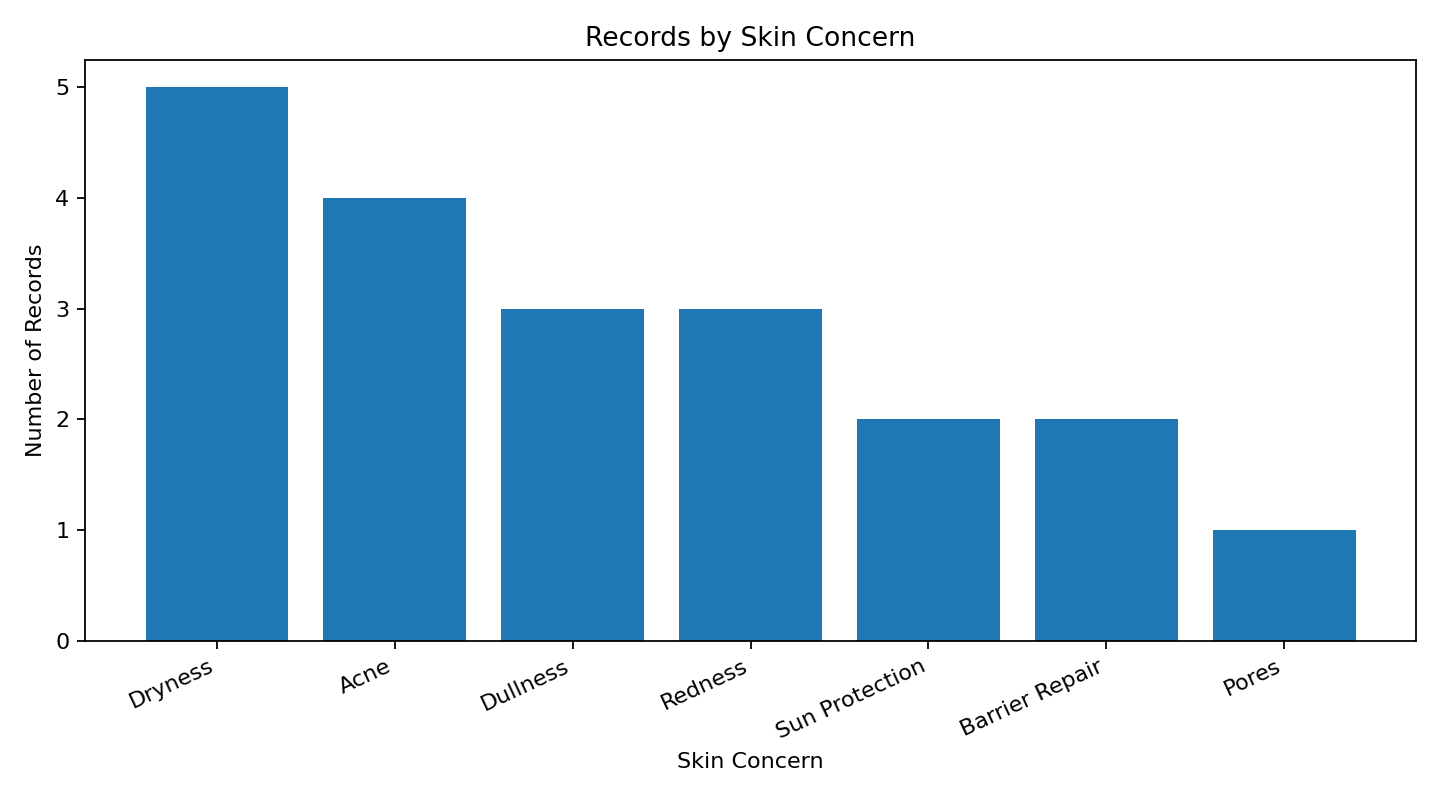 Records by Skin Concern
Number of Records
5
4
3
2
1
0
Dryness
Acne
Dullness
Redness
Sun Protection
Barrier Repair
Pores
Skin Concern